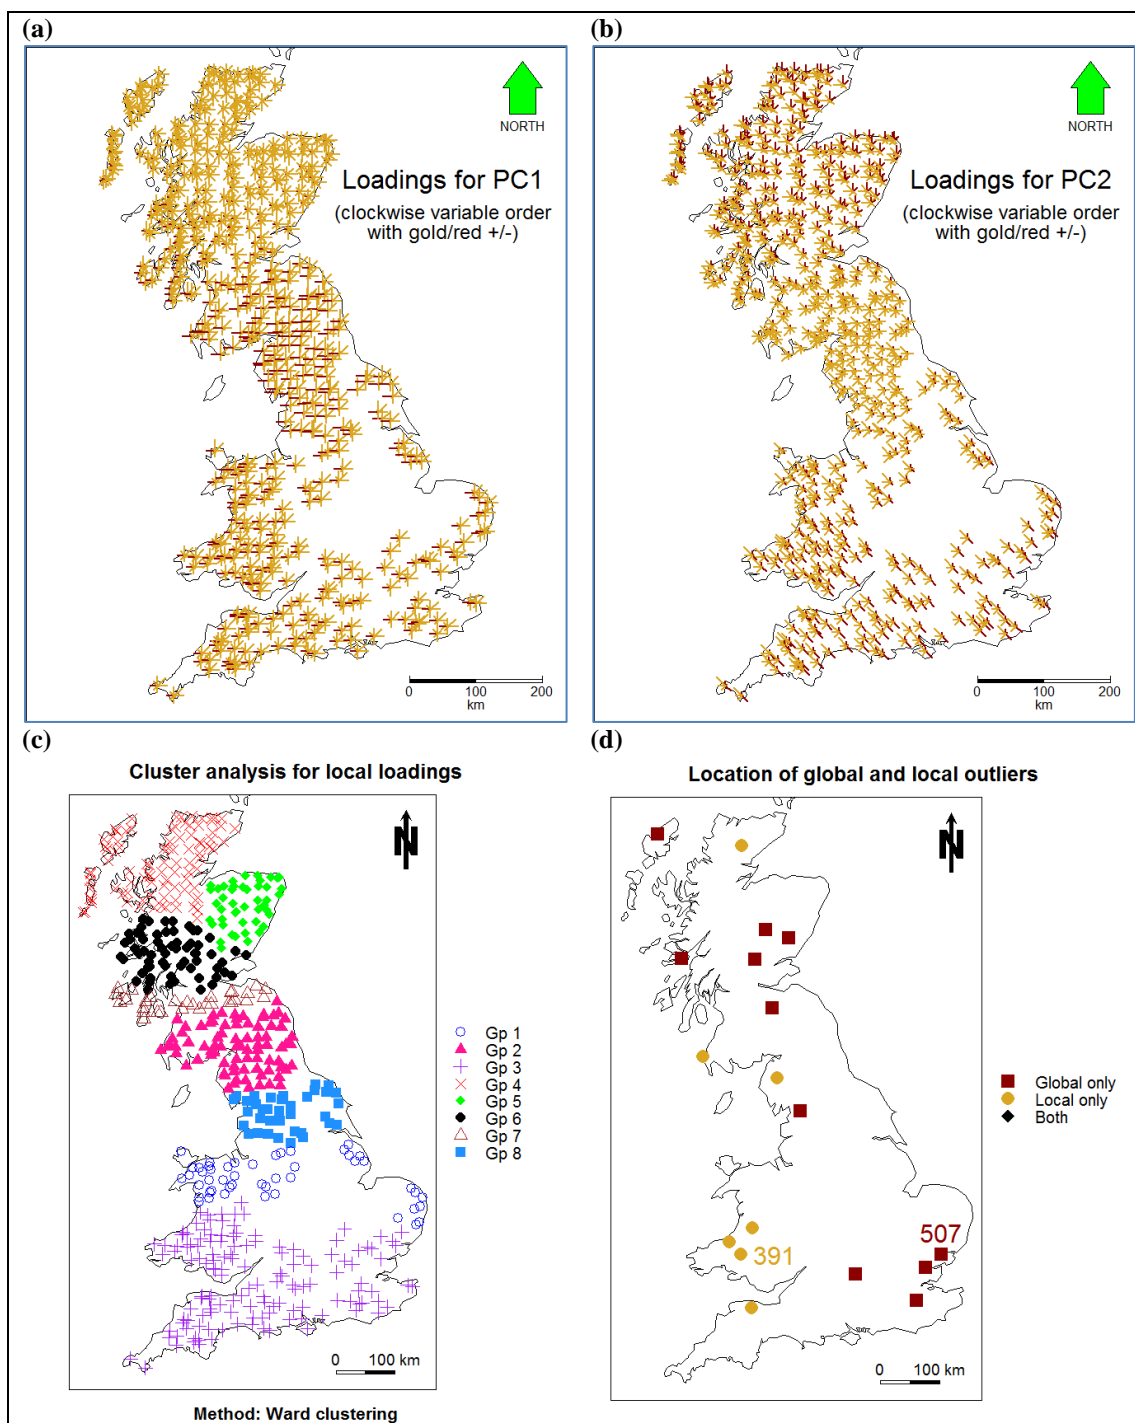 (a)
NORTH
Loadings for PC1
(clockwise variable order
with gold/red +/-)
0 100 200
km
(b)
NORTH
Loadings for PC2
(clockwise variable order
with gold/red +/-)
0 100 200
km
(c)
Cluster analysis for local loadings
N
Gp 1
Gp 2
Gp 3
Gp 4
Gp 5
Gp 6
Gp 7
Gp 8
0 100 km
Method: Ward clustering
(d)
Location of global and local outliers
N
Global only
Local only
Both
507
391
0 100 km